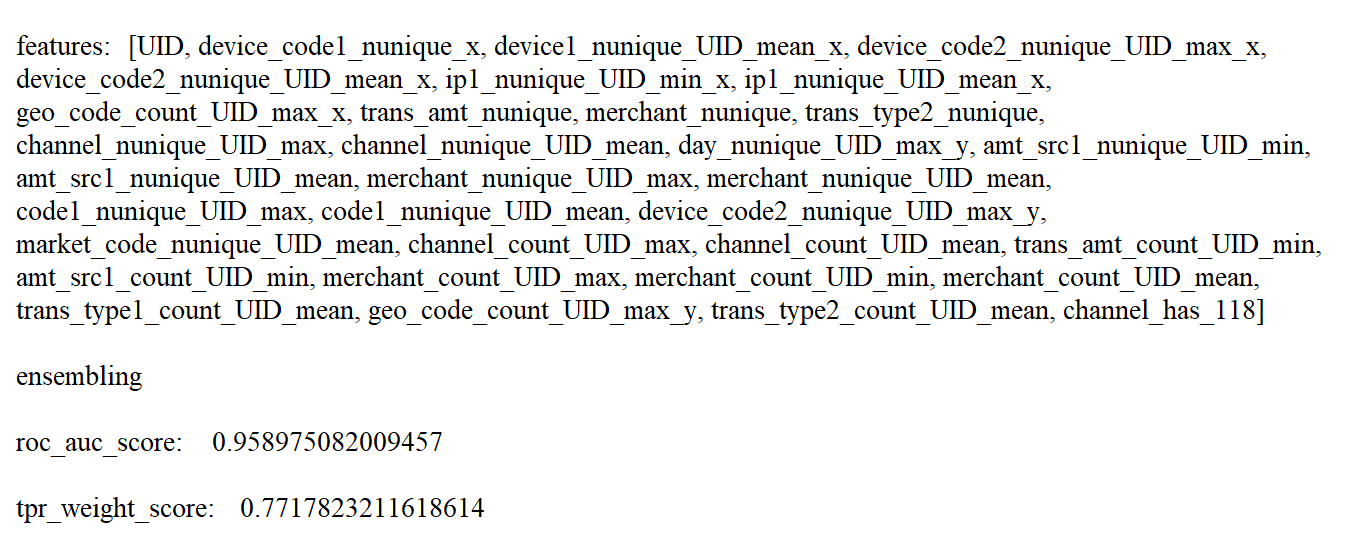 features: [UID, device_code1_nunique_x, device1_nunique_UID_mean_x, device_code2_nunique_UID_max_x,
device_code2_nunique_UID_mean_x, ip1_nunique_UID_min_x, ip1_nunique_UID_mean_x,
geo_code_count_UID_max_x, trans_amt_nunique, merchant_nunique, trans_type2_nunique,
channel_nunique_UID_max, channel_nunique_UID_mean, day_nunique_UID_max_y, amt_src1_nunique_UID_min,
amt_src1_nunique_UID_mean, merchant_nunique_UID_max, merchant_nunique_UID_mean,
code1_nunique_UID_max, code1_nunique_UID_mean, device_code2_nunique_UID_max_y,
market_code_nunique_UID_mean, channel_count_UID_max, channel_count_UID_mean, trans_amt_count_UID_min,
amt_src1_count_UID_min, merchant_count_UID_max, merchant_count_UID_min, merchant_count_UID_mean,
trans_type1_count_UID_mean, geo_code_count_UID_max_y, trans_type2_count_UID_mean, channel_has_118]
ensembling
roc_auc_score: 0.958975082009457
tpr_weight_score: 0.7717823211618614